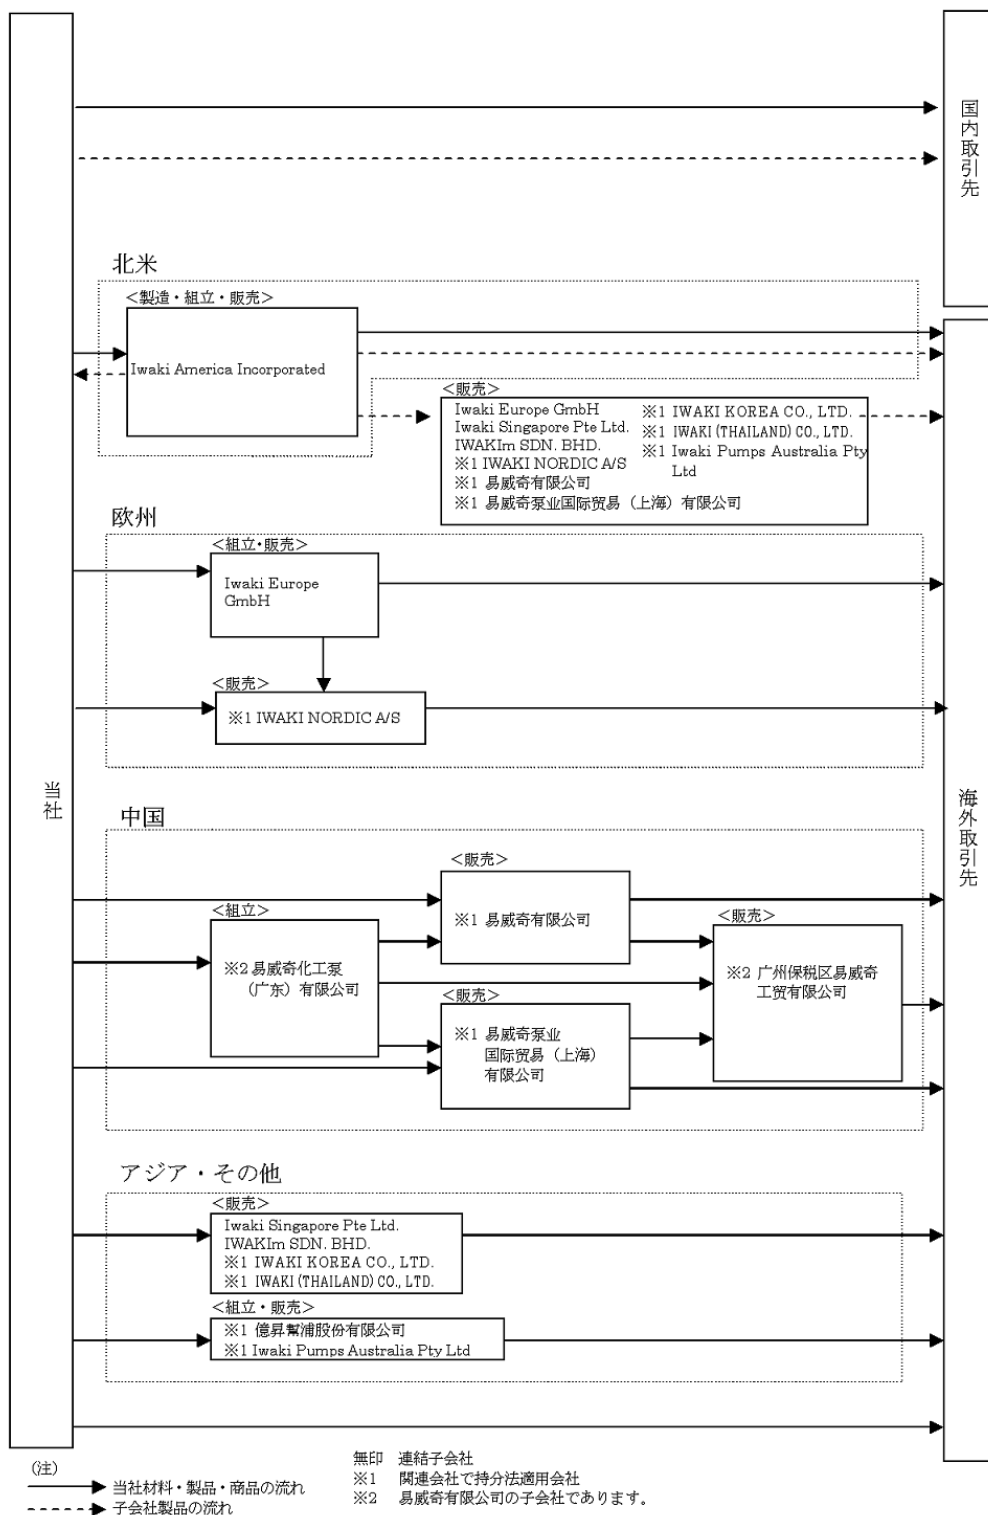 国内取引先
北米
＜製造・組立・販売＞
Iwaki America Incorporated
＜販売＞
Iwaki Europe GmbH
Iwaki Singapore Pte Ltd.
IWAKIm SDN. BHD.
※1 IWAKI NORDIC A/S
※1 易威奇有限公司
※1 易威奇泵业国际贸易（上海）有限公司
※1 IWAKI KOREA CO., LTD.
※1 IWAKI (THAILAND) CO., LTD.
※1 Iwaki Pumps Australia Pty
Ltd
欧州
＜組立・販売＞
Iwaki Europe
GmbH
＜販売＞
※1 IWAKI NORDIC A/S
当社
海外取引先
中国
＜販売＞
※1 易威奇有限公司
＜組立＞
※2 易威奇化工泵
（广东）有限公司
＜販売＞
※2 广州保税区易威奇
工贸有限公司
＜販売＞
※1 易威奇泵业
国际贸易（上海）
有限公司
アジア・その他
＜販売＞
Iwaki Singapore Pte Ltd.
IWAKIm SDN. BHD.
※1 IWAKI KOREA CO., LTD.
※1 IWAKI (THAILAND) CO., LTD.
＜組立・販売＞
※1 億昇幫浦股份有限公司
※1 Iwaki Pumps Australia Pty Ltd
（注）
当社材料・製品・商品の流れ
子会社製品の流れ
無印 連結子会社
※1 関連会社で持分法適用会社
※2 易威奇有限公司の子会社であります。